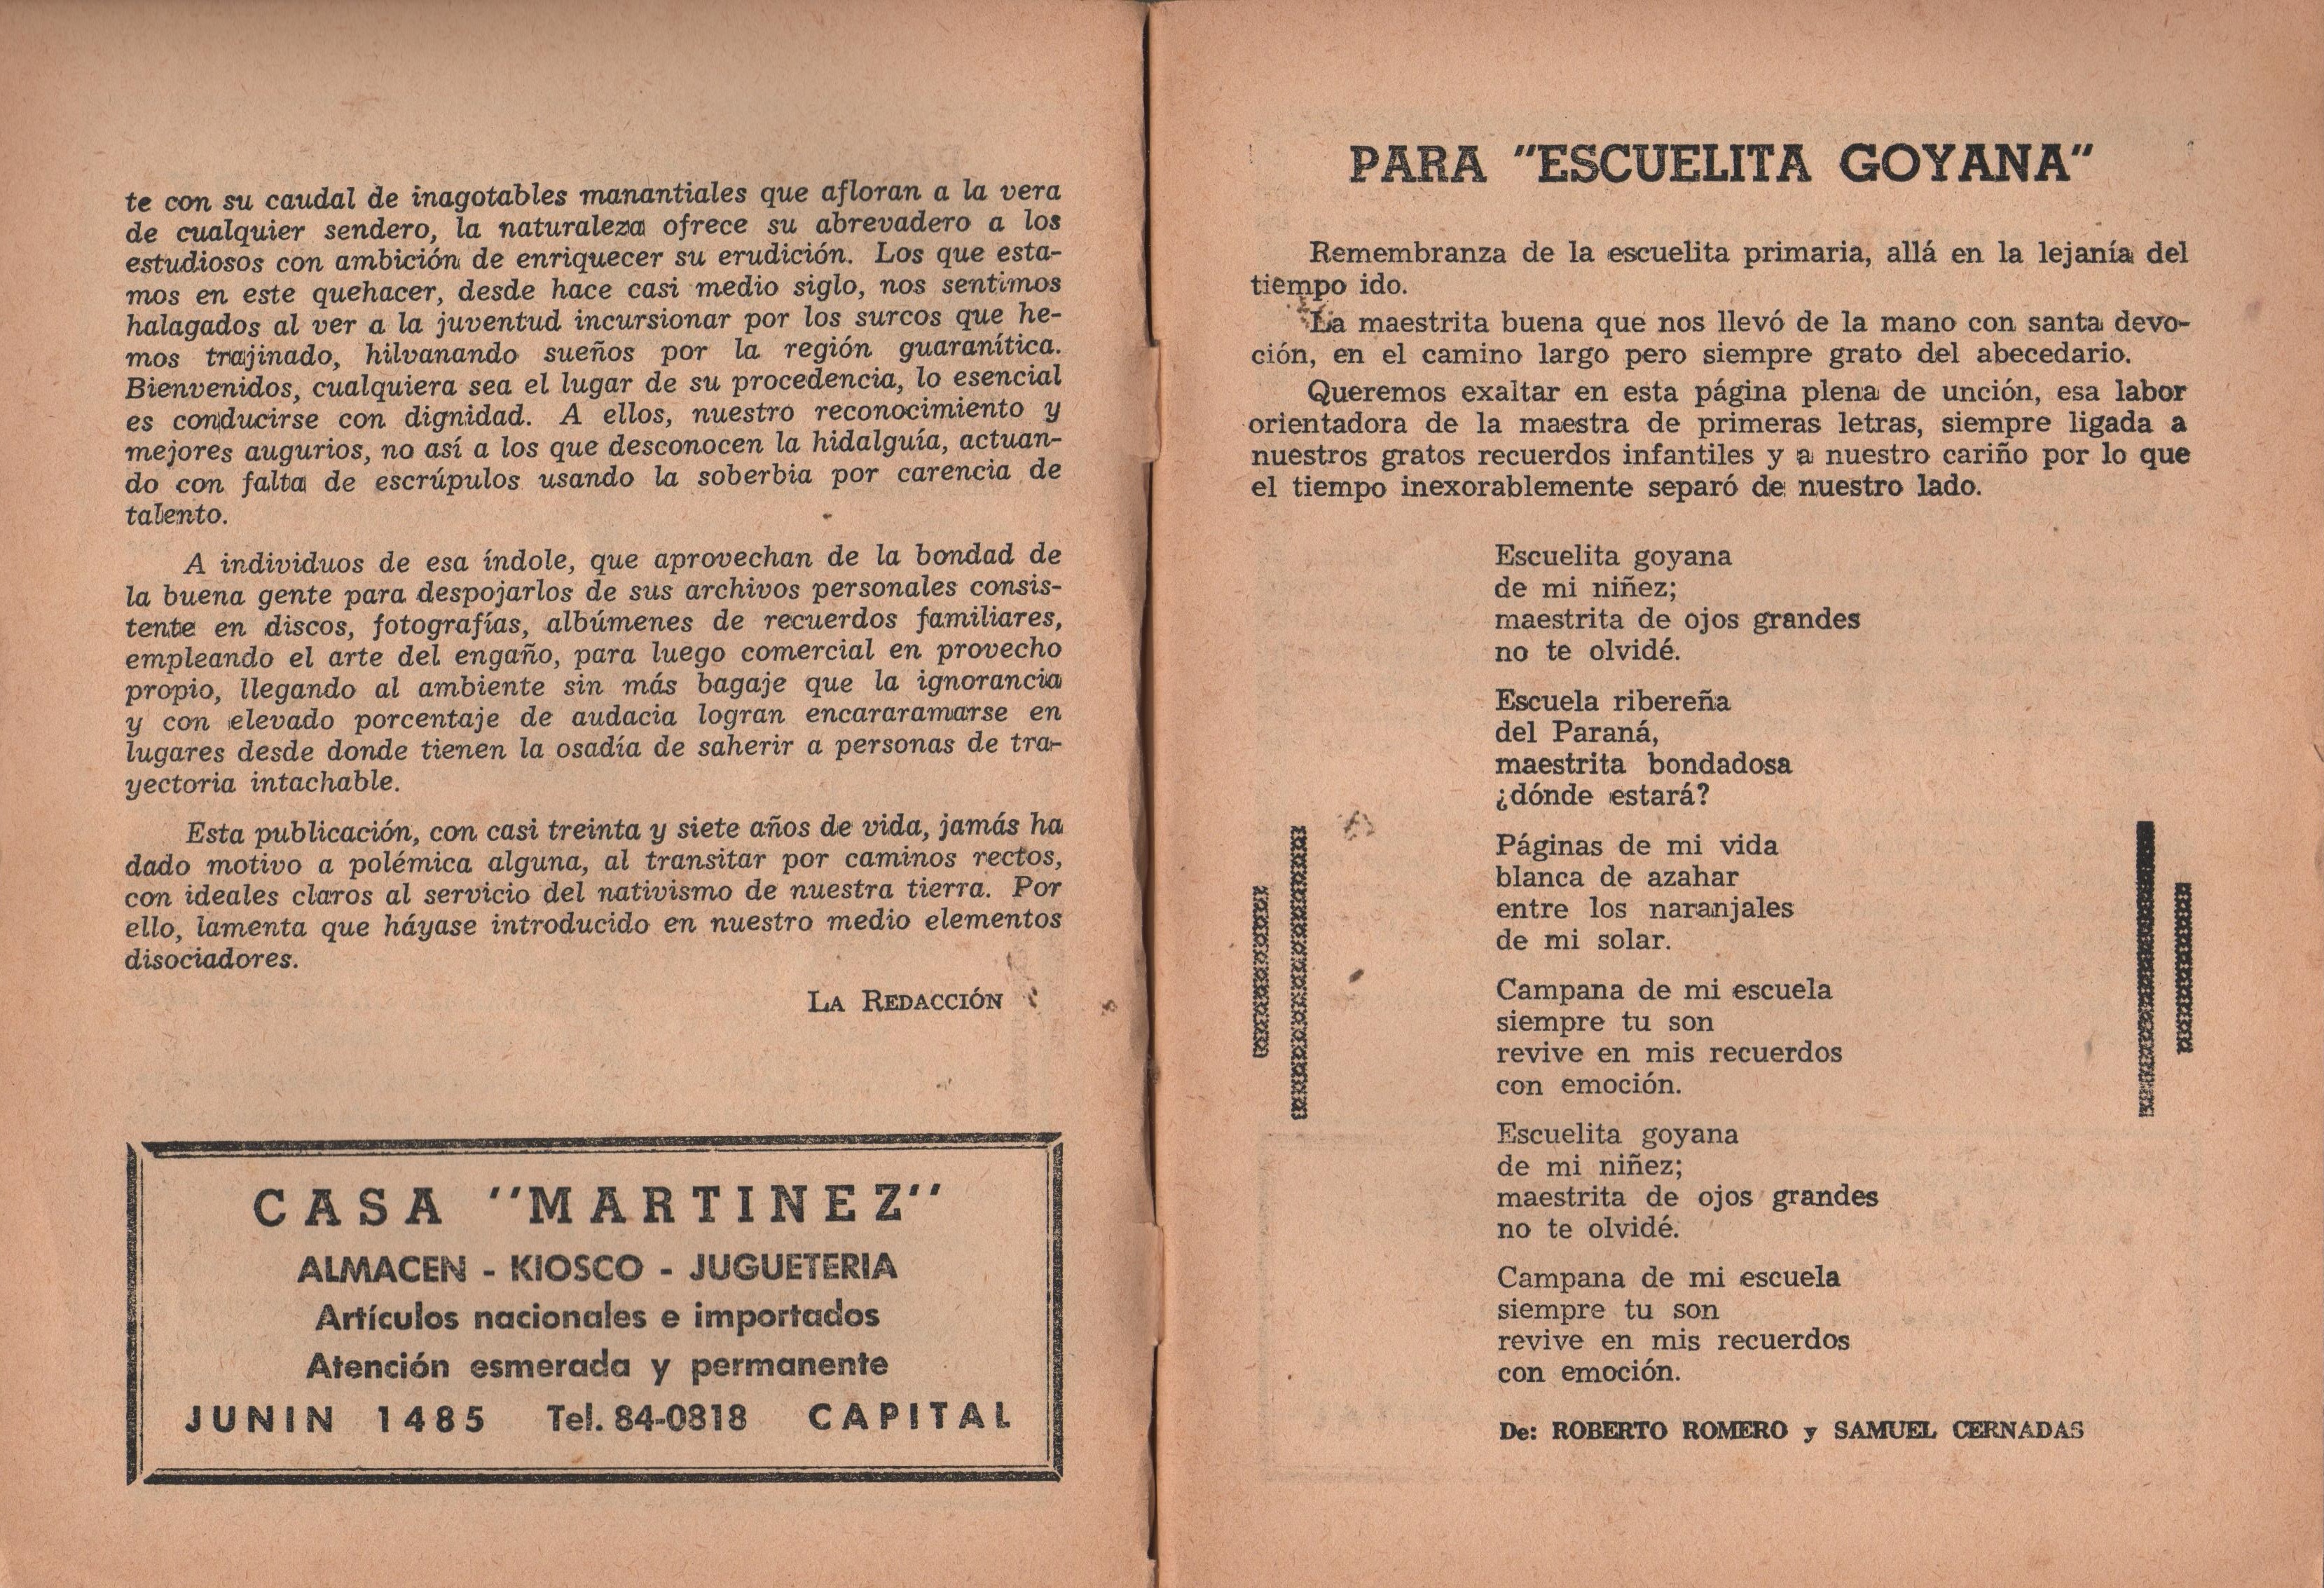 te con su caudal de inagotables manantiales que afloran a la vera
de cualquier sendero, la naturaleza ofrece su abrevadero a los
estudiosos con ambición de enriquecer su erudición. Los que esta-
mos en este quehacer, desde hace casi medio siglo, nos sentimos
halagados al ver a la juventud incursionar por los surcos que he-
mos trajinado, hilvanando sueños por la región guaranítica.
Bienvenidos, cualquiera sea el lugar de su procedencia, lo esencial
es conducirse con dignidad. A ellos, nuestro reconocimiento y
mejores augurios, no así a los que desconocen la hidalguía, actuan-
do con falta de escrúpulos usando la soberbia por carencia de
talento.
A individuos de esa índole, que aprovechan de la bondad de
la buena gente para despojarlos de sus archivos personales consis-
tente en discos, fotografías, albúmenes de recuerdos familiares,
empleando el arte del engaño, para luego comercial en provecho
propio, llegando al ambiente sin más bagaje que la ignorancia
y con elevado porcentaje de audacia logran encararamarse en
lugares desde donde tienen la osadía de saherir a personas de tra-
yectoria intachable.
Esta publicación, con casi treinta y siete años de vida, jamás ha
dado motivo a polémica alguna, al transitar por caminos rectos,
con ideales claros al servicio del nativismo de nuestra tierra. Por
ello, lamenta que háyase introducido en nuestro medio elementos
disociadores.
LA REDACCIÓN
CASA "MARTINEZ"
ALMACEN - KIOSCO - JUGUETERIA
Artículos nacionales e importados
Atención esmerada y permanente
JUNIN 1485 Tel. 84-0818 CAPITAL
PARA "ESCUELITA GOYANA"
Remembranza de la escuelita primaria, allá en la lejanía del
tiempo ido.
La maestrita buena que nos llevó de la mano con santa devo-
ción, en el camino largo pero siempre grato del abecedario.
Queremos exaltar en esta página plena de unción, esa labor
orientadora de la maestra de primeras letras, siempre ligada a
nuestros gratos recuerdos infantiles y a nuestro cariño por lo que
el tiempo inexorablemente separó de nuestro lado.
Escuelita goyana
de mi niñez;
maestrita de ojos grandes
no te olvidé.
Escuela ribereña
del Paraná,
maestrita bondadosa
¿dónde estará?
Páginas de mi vida
blanca de azahar
entre los naranjales
de mi solar.
Campana de mi escuela
siempre tu son
revive en mis recuerdos
con emoción.
Escuelita goyana
de mi niñez;
maestrita de ojos grandes
no te olvidé.
Campana de mi escuela
siempre tu son
revive en mis recuerdos
con emoción.
De: ROBERTO ROMERO y SAMUEL CERNADAS